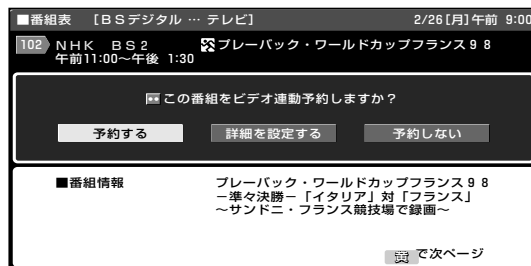 ■番組表 [BSデジタル … テレビ] 2/26[月]午前 9:00
102 NHK BS2 プレーバック・ワールドカップフランス98
午前11:00～午後 1:30
この番組をビデオ連動予約しますか？
予約する 詳細を設定する 予約しない
■番組情報 プレーバック・ワールドカップフランス98
－準々決勝－「イタリア」対「フランス」
～サンドニ・フランス競技場で録画～
黄 で次ページ